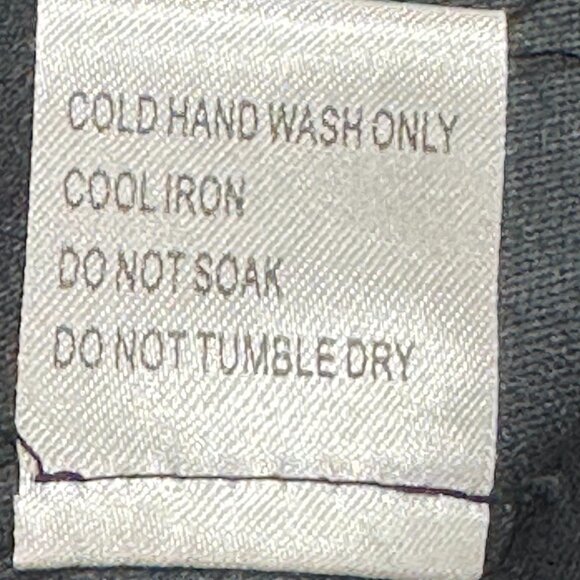 COLD HAND WASH ONLY
COOL IRON
DO NOT SOAK
DO NOT TUMBLE DRY